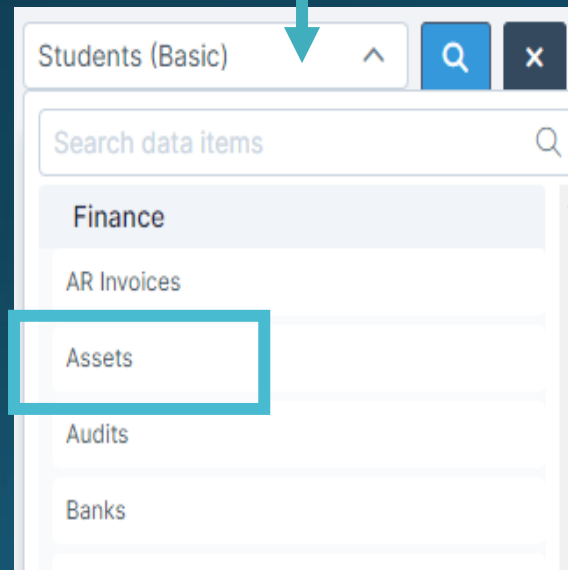 Students (Basic)
Search data items
Finance
AR Invoices
Assets
Audits
Banks